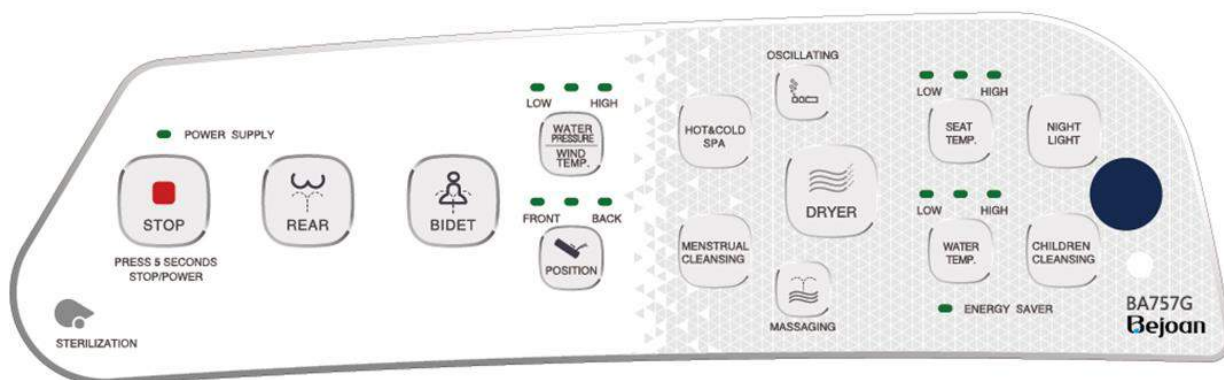 POWER SUPPLY
STOP
PRESS 5 SECONDS
STOP/POWER
STERILIZATION
REAR
BIDET
LOW HIGH
WATER
PRESSURE
WIND
TEMP.
FRONT BACK
POSITION
HOT&COLD
SPA
MENSTRUAL
CLEANSING
OSCILLATING
DRYER
MASSAGING
LOW HIGH
SEAT
TEMP.
NIGHT
LIGHT
LOW HIGH
WATER
TEMP.
CHILDREN
CLEANSING
ENERGY SAVER
BA757G
Bejoan